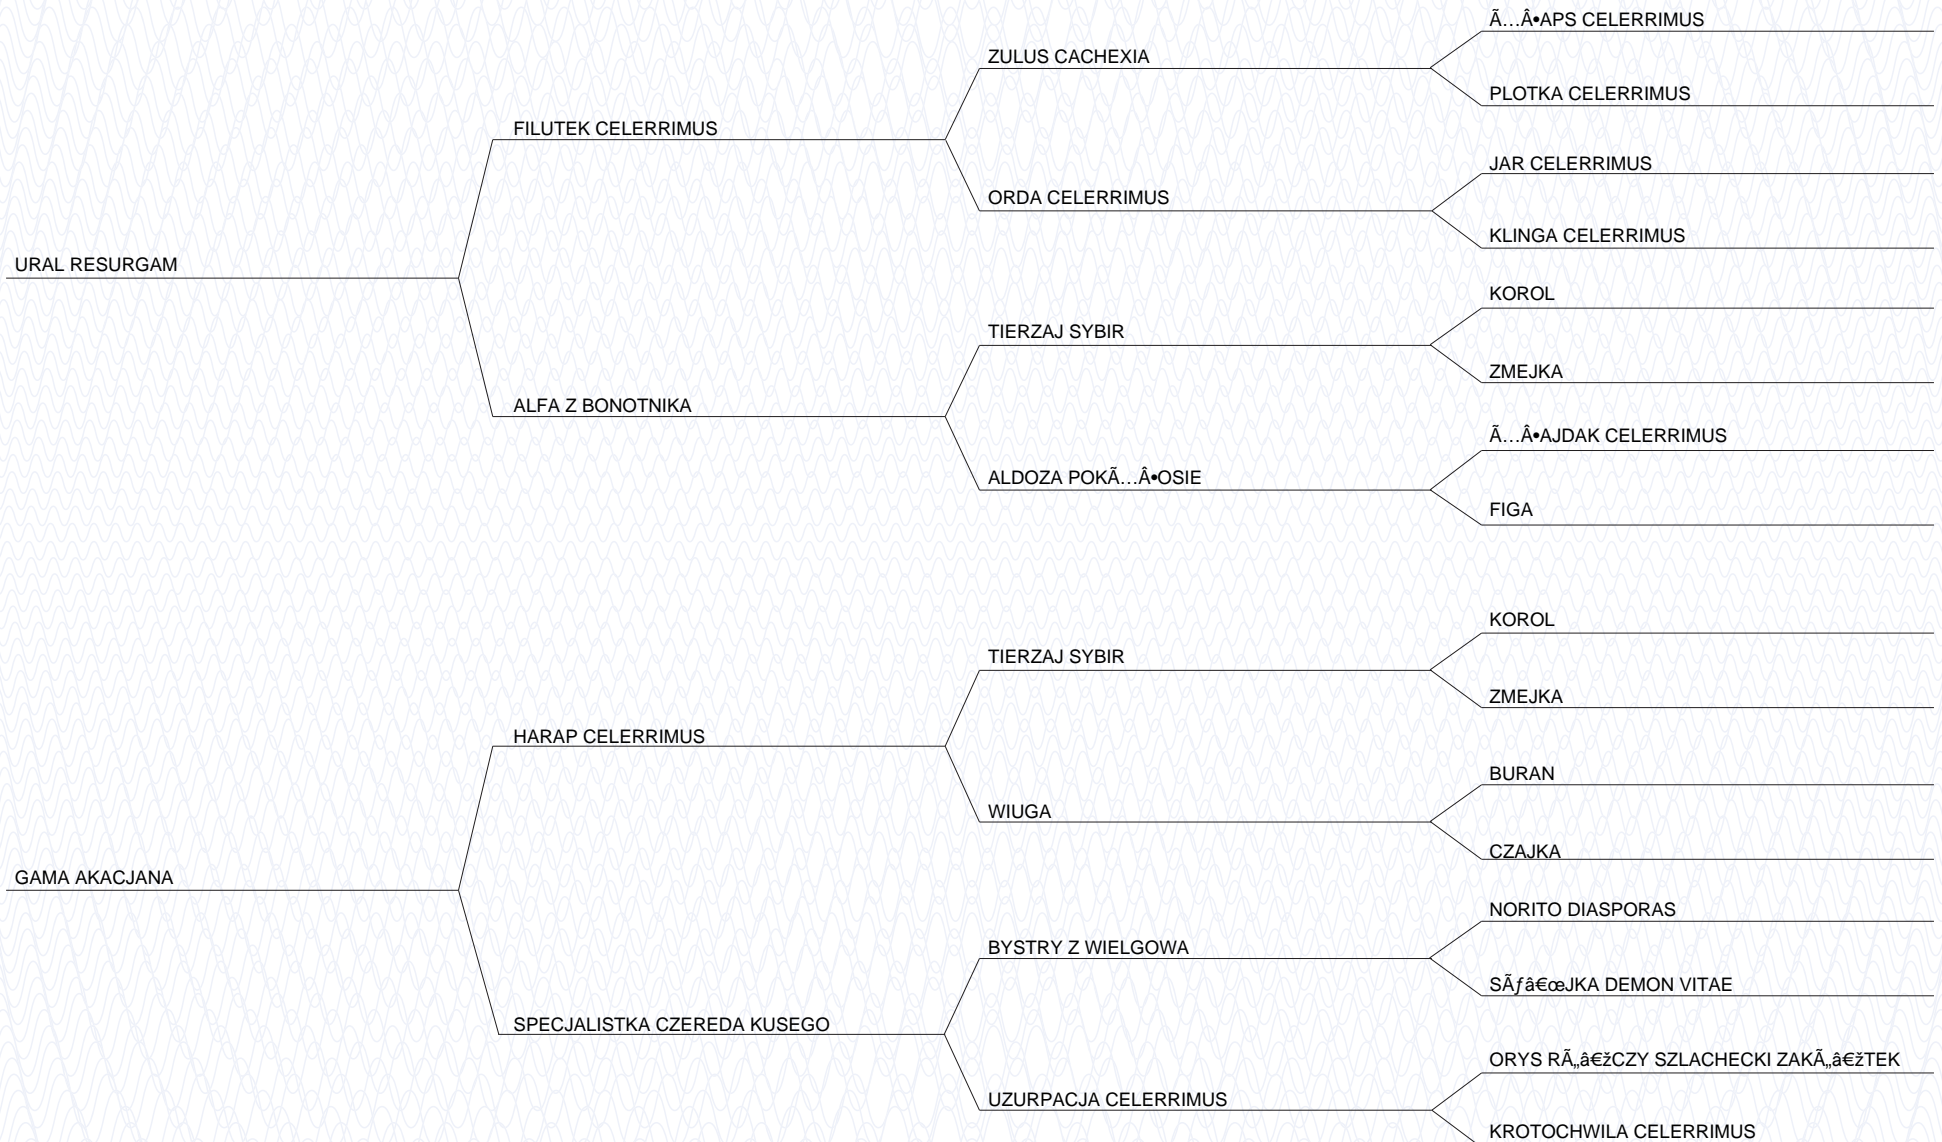 Ã…Â•APS CELERRIMUS
ZULUS CACHEXIA
PLOTKA CELERRIMUS
FILUTEK CELERRIMUS
JAR CELERRIMUS
ORDA CELERRIMUS
KLINGA CELERRIMUS
URAL RESURGAM
KOROL
TIERZAJ SYBIR
ZMEJKA
ALFA Z BONOTNIKA
Ã…Â•AJDAK CELERRIMUS
ALDOZA POKÃ…Â•OSIE
FIGA
KOROL
TIERZAJ SYBIR
ZMEJKA
HARAP CELERRIMUS
BURAN
WIUGA
CZAJKA
GAMA AKACJANA
NORITO DIASPORAS
BYSTRY Z WIELGOWA
SÃƒâ€œJKA DEMON VITAE
SPECJALISTKA CZEREDA KUSEGO
ORYS RÃ„â€žCZY SZLACHECKI ZAKÃ„â€žTEK
UZURPACJA CELERRIMUS
KROTOCHWILA CELERRIMUS